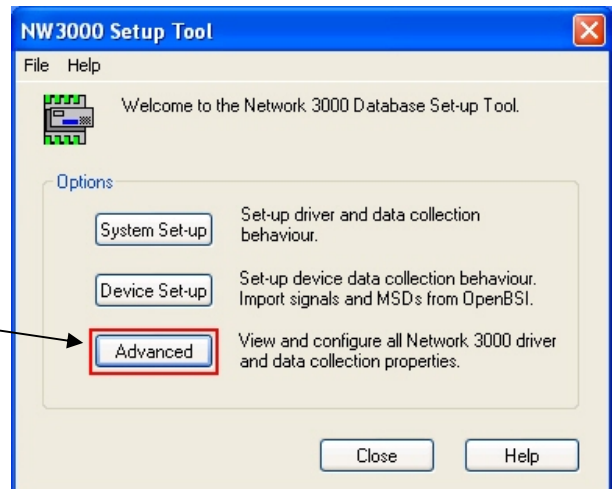 NW3000 Setup Tool
File Help
Welcome to the Network 3000 Database Set-up Tool.
Options
System Set-up
Set-up driver and data collection
behaviour.
Device Set-up
Set-up device data collection behaviour.
Import signals and MSDs from OpenBSI.
Advanced
View and configure all Network 3000 driver
and data collection properties.
Close
Help